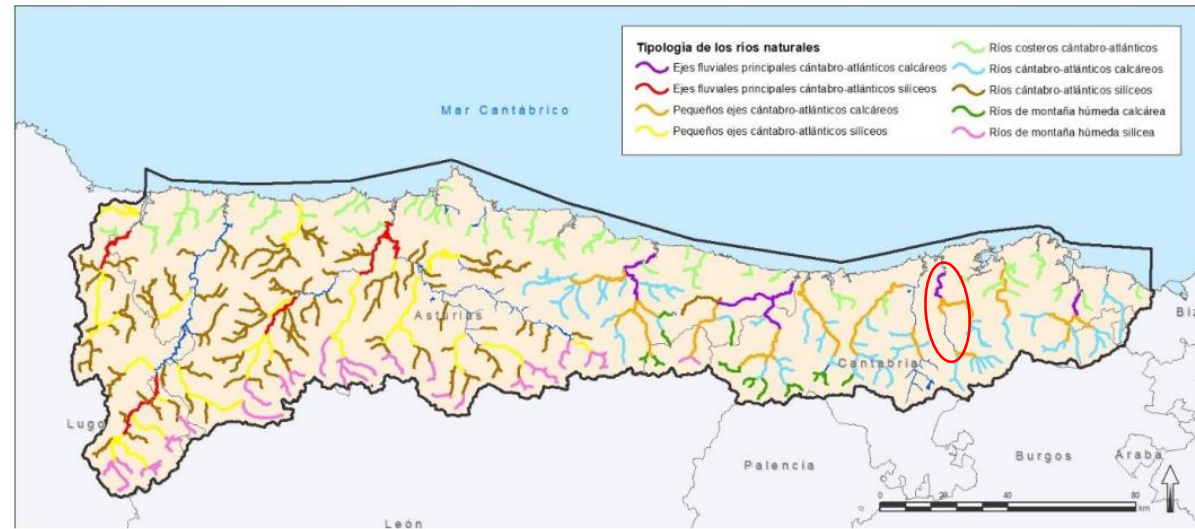 Tipología de los ríos naturales
Ejes fluviales principales cántabro-atlánticos calcáreos
Ejes fluviales principales cántabro-atlánticos silíceos
Pequeños ejes cántabro-atlánticos calcáreos
Pequeños ejes cántabro-atlánticos silíceos
Ríos costeros cántabro-atlánticos
Ríos cántabro-atlánticos calcáreos
Ríos cántabro-atlánticos silíceos
Ríos de montaña húmeda calcárea
Ríos de montaña húmeda silícea
Mar Cantábrico
Asturias
Cantabria
Biz
Lugo
Palencia
Burgos
Araba
León
0 20 40 80
km